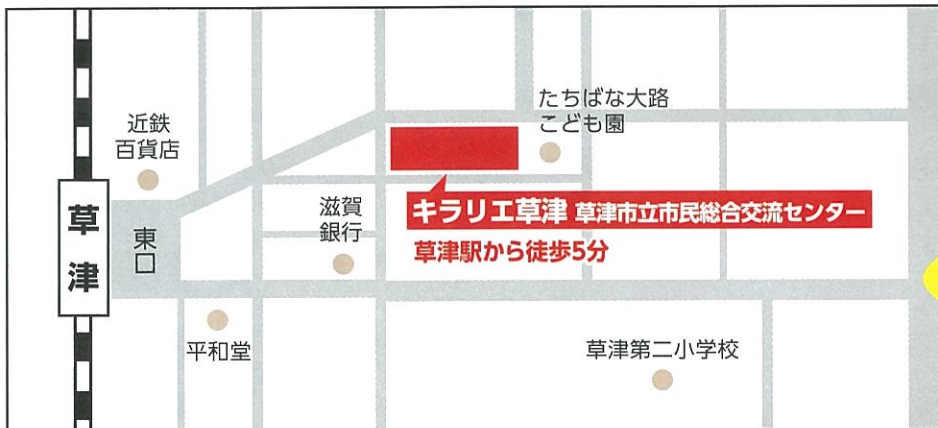 近鉄
百貨店
たちばな大路
こども園
草津
東口
滋賀
銀行
キラリエ草津 草津市立市民総合交流センター
草津駅から徒歩5分
平和堂
草津第二小学校